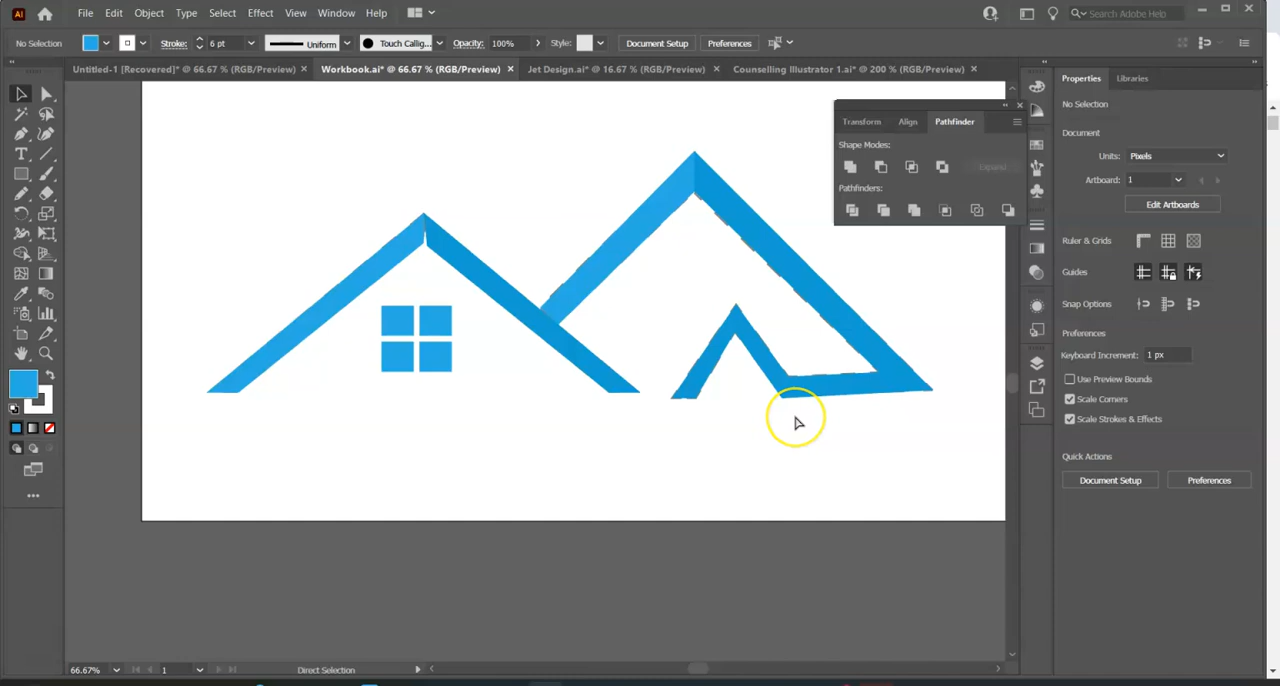 Ai File Edit Object Type Select Effect View Window Help Search Adobe Help
No Selection Stroke: 6 pt Uniform Touch Callig... Opacity: 100% Style: Document Setup Preferences
Untitled-1 [Recovered]* @ 66.67 % (RGB/Preview) × Workbook.ai* @ 66.67 % (RGB/Preview) × Jet Design.ai* @ 16.67 % (RGB/Preview) × Counselling Illustrator 1.ai* @ 200 % (RGB/Preview) ×
Properties Libraries
No Selection
Transform Align Pathfinder
Shape Modes:
Expand
Pathfinders:
Document
Units: Pixels
Artboard: 1
Edit Artboards
Ruler & Grids
Guides
Snap Options
Preferences
Keyboard Increment: 1 px
Use Preview Bounds
Scale Corners
Scale Strokes & Effects
Quick Actions
Document Setup Preferences
66.67% 1 Direct Selection